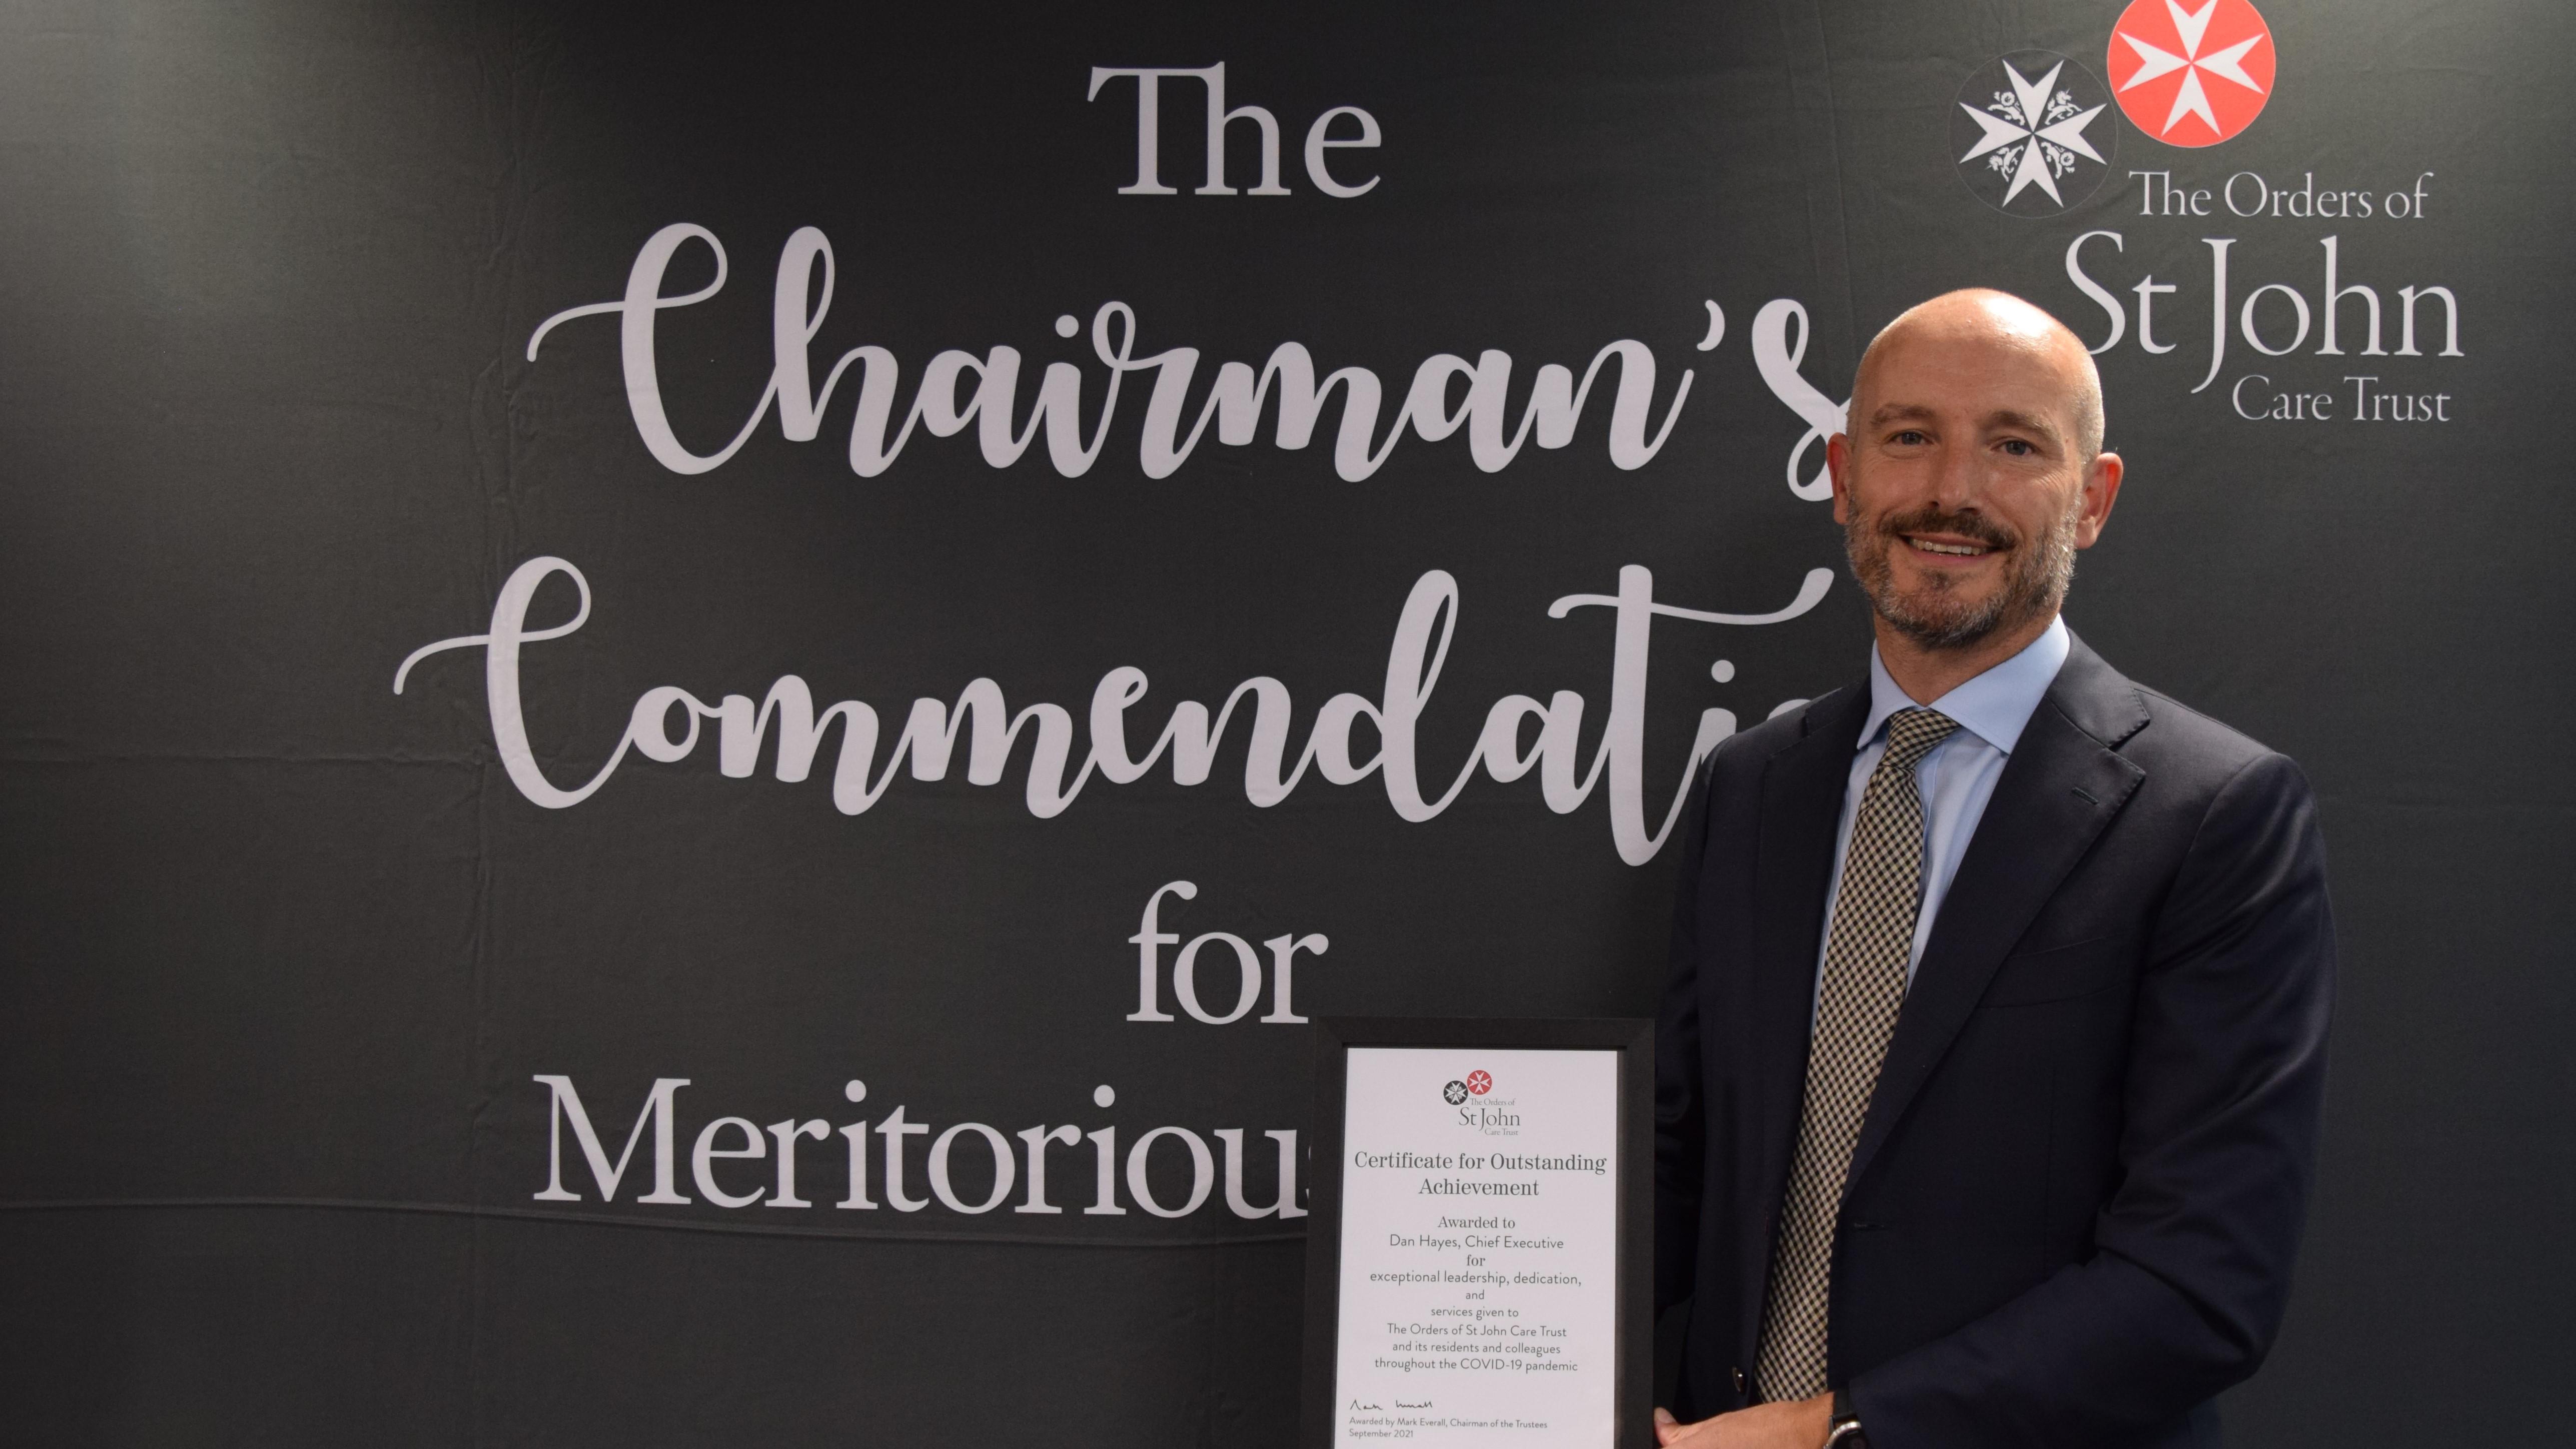 The
Chairman's
Commendatio
for
Meritorious
The Orders of
St John
Care Trust
The Orders of
St John
Care Trust
Certificate for Outstanding
Achievement
Awarded to
Dan Hayes, Chief Executive
for
exceptional leadership, dedication,
and
services given to
The Orders of St John Care Trust
and its residents and colleagues
throughout the COVID-19 pandemic
Awarded by Mark Everall, Chairman of the Trustees
September 2021